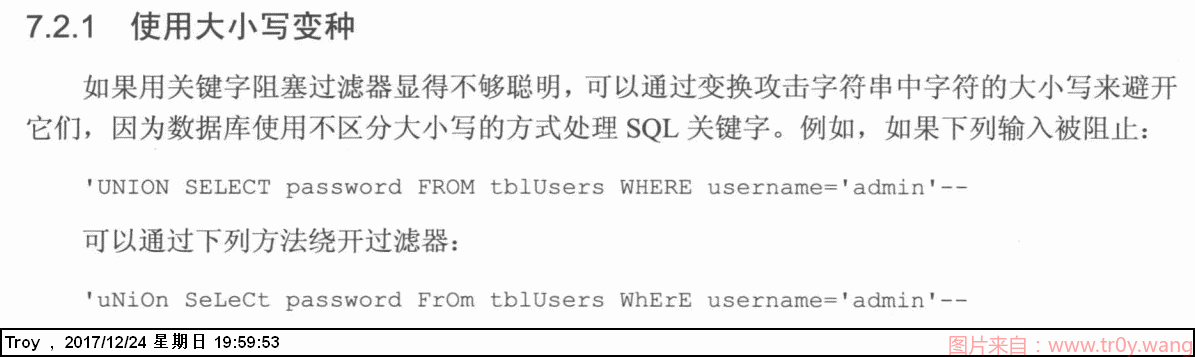 7.2.1 使用大小写变种
如果用关键字阻塞过滤器显得不够聪明，可以通过变换攻击字符串中字符的大小写来避开
它们，因为数据库使用不区分大小写的方式处理 SQL 关键字。例如，如果下列输入被阻止：
'UNION SELECT password FROM tblUsers WHERE username='admin'--
可以通过下列方法绕开过滤器：
'uNiOn SeLeCt password FrOm tblUsers WhErE username='admin'--
Troy , 2017/12/24 星期日 19:59:53
图片来自：www.tr0y.wang